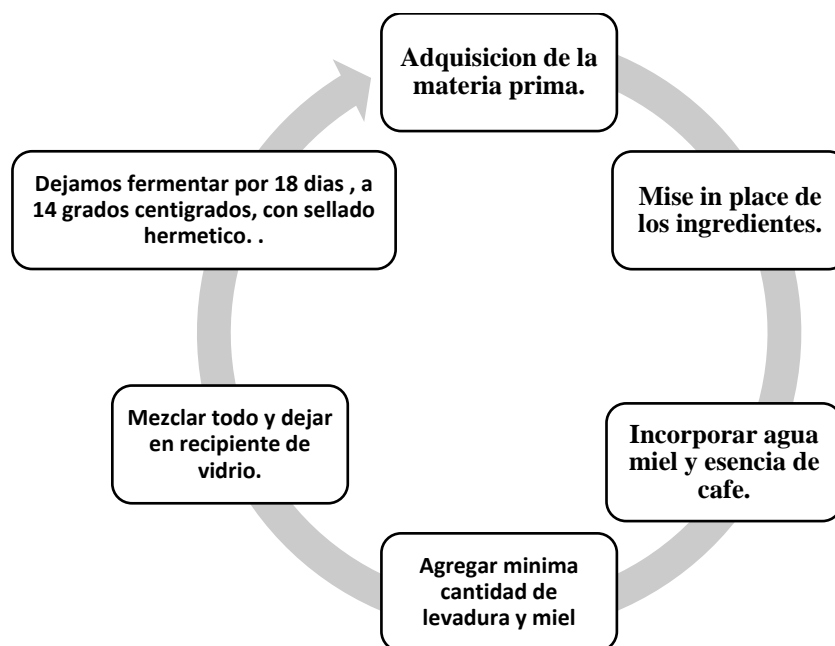 Adquisicion de la
materia prima.
Mise in place de
los ingredientes.
Incorporar agua
miel y esencia de
cafe.
Agregar minima
cantidad de
levadura y miel
Mezclar todo y dejar
en recipiente de
vidrio.
Dejamos fermentar por 18 dias , a
14 grados centigrados, con sellado
hermetico. .